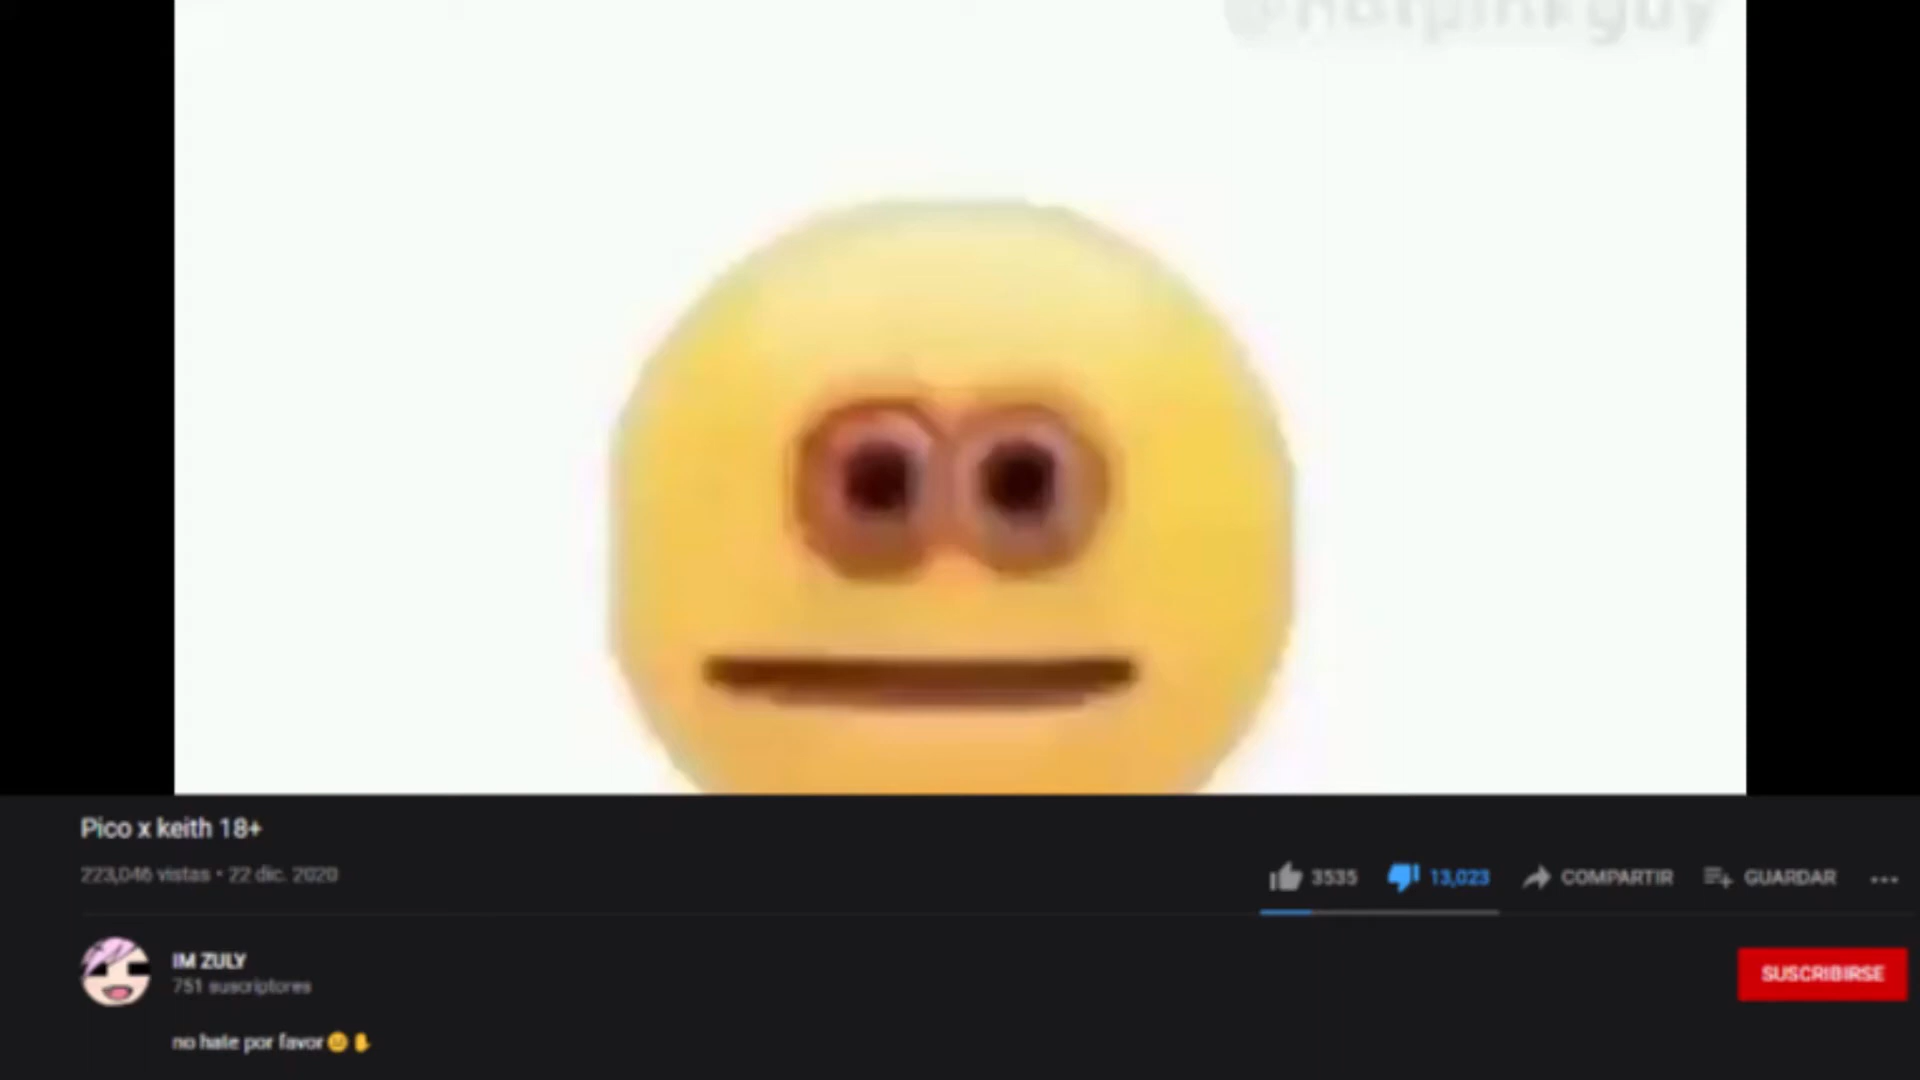 @hotpinkguy
Pico x keith 18+
223,046 vistas • 22 dic. 2020
3535
13,023
COMPARTIR
GUARDAR
IM ZULY
751 suscriptores
SUSCRIBIRSE
no hate por favor😐✋